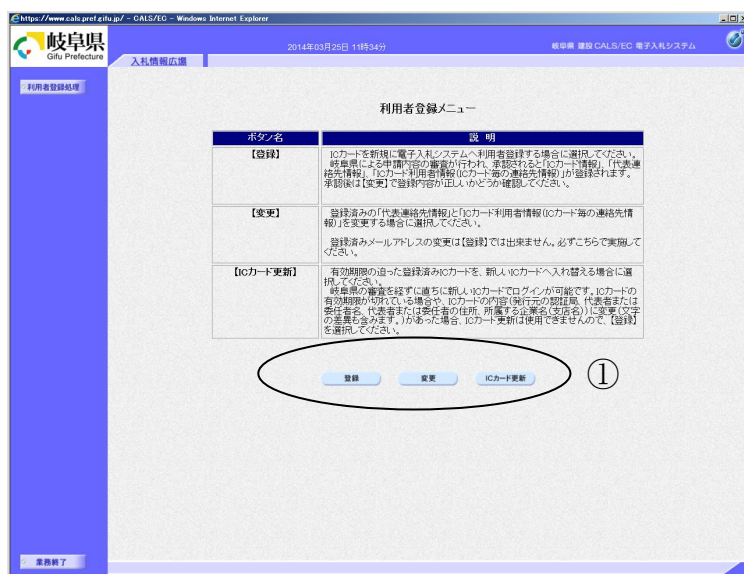 https://www.cals.pref.gifu.jp/ - CALS/EC - Windows Internet Explorer
岐阜県
Gifu Prefecture
2014年03月25日 11時34分
岐阜県 建設CALS/EC 電子入札システム
入札情報広場
利用者登録処理
利用者登録メニュー
ボタン名 説 明
【登録】
ICカードを新規に電子入札システムへ利用者登録する場合に選択してください。
岐阜県による申請内容の審査が行われ、承認されると「ICカード情報」、「代表連
絡先情報」、「ICカード利用者情報(ICカード毎の連絡先情報)」が登録されます。
承認後は【変更】で登録内容が正しいかどうか確認してください。
【変更】
登録済みの「代表連絡先情報」と「ICカード利用者情報(ICカード毎の連絡先情
報)」を変更する場合に選択してください。
登録済みメールアドレスの変更は【登録】では出来ません。必ずこちらで実施して
ください。
【ICカード更新】
有効期限の迫った登録済みICカードを、新しいICカードへ入れ替える場合に選
択してください。
岐阜県の審査を経ずに直ちに新しいICカードでログインが可能です。ICカードの
有効期限が切れている場合や、ICカードの内容(発行元の認証局、代表者または
委任者名、代表者または委任者の住所、所属する企業名(支店名))に変更(文字
の差異も含みます。)があった場合、ICカード更新は使用できませんので、【登録】
を選択してください。
登録 変更 ICカード更新
①
業務終了